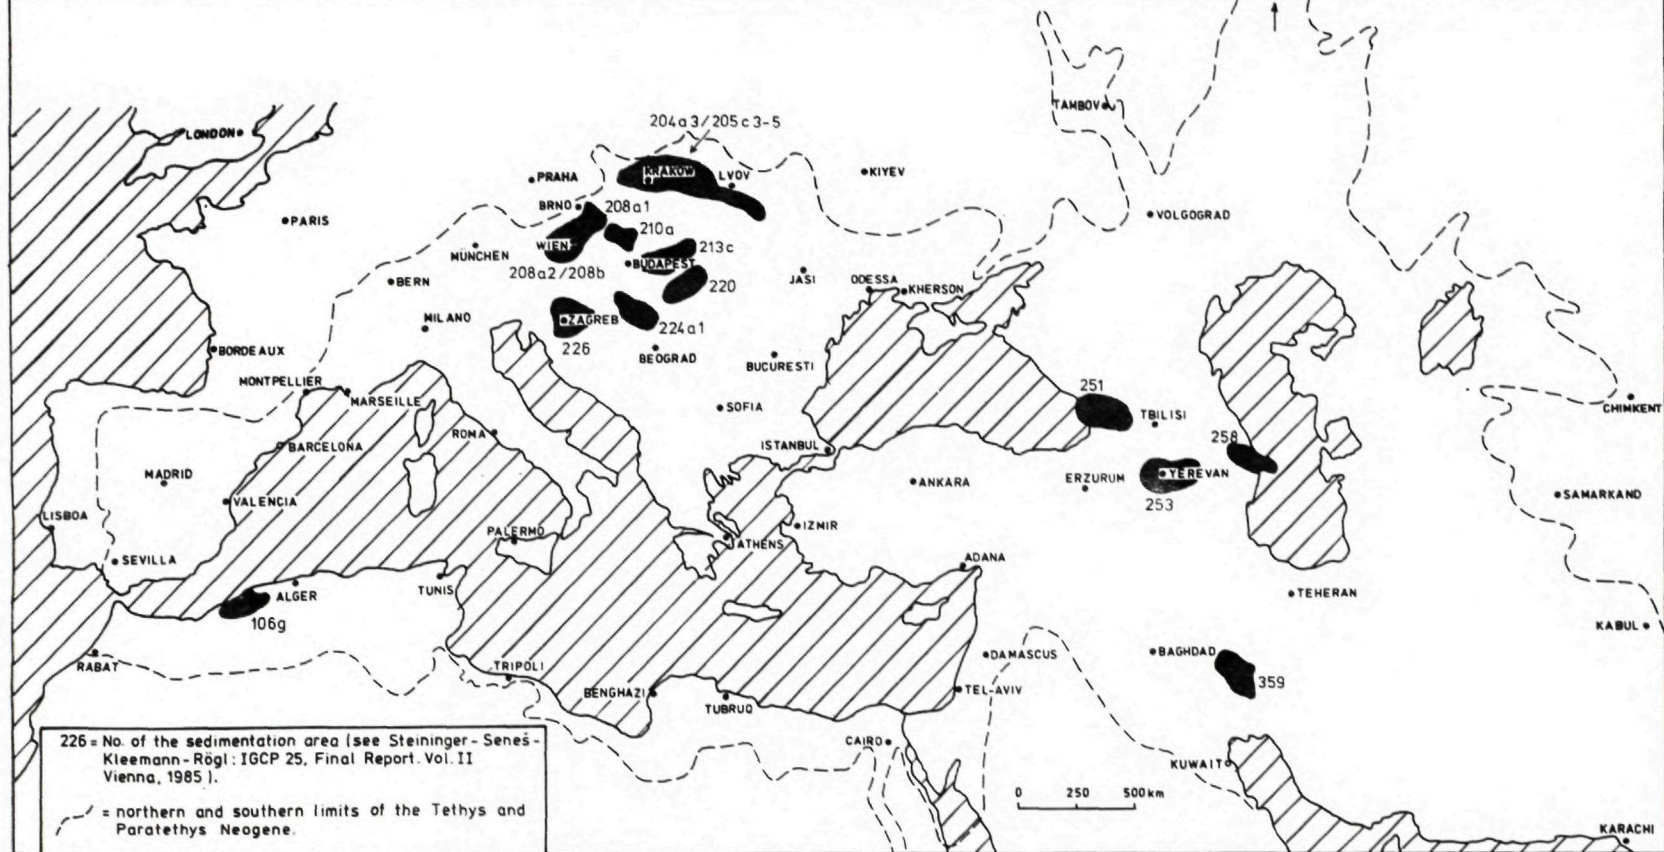 TAMBOV
LONDON
204a3/205c3-5
PRAHA
KRAKOW
LVOV
KIYEV
BRNO
208a1
PARIS
VOLGOGRAD
210a
WIEN
213c
MÜNCHEN
BUDAPEST
208a2/208b
BERN
220
JASI
ODESSA
KHERSON
MILANO
ZAGREB
224a1
226
BEOGRAD
BORDEAUX
BUCURESTI
MONTPELLIER
MARSEILLE
251
SOFIA
TBILISI
CHIMKENT
ROMA
BARCELONA
ISTANBUL
258
MADRID
ANKARA
ERZURUM
YEREVAN
SAMARKAND
VALENCIA
253
LISBOA
PALERMO
IZMIR
ATHENS
SEVILLA
ADANA
TUNIS
ALGER
TEHERAN
106g
KABUL
RABAT
TRIPOLI
DAMASCUS
BAGHDAD
359
BENGHAZI
TUBRUQ
TEL-AVIV
CAIRO
KUWAIT
226 = No. of the sedimentation area (see Steininger-Seneš-
Kleemann-Rögl: IGCP 25, Final Report. Vol. II
Vienna, 1985).
= northern and southern limits of the Tethys and
Paratethys Neogene.
0 250 500km
KARACHI